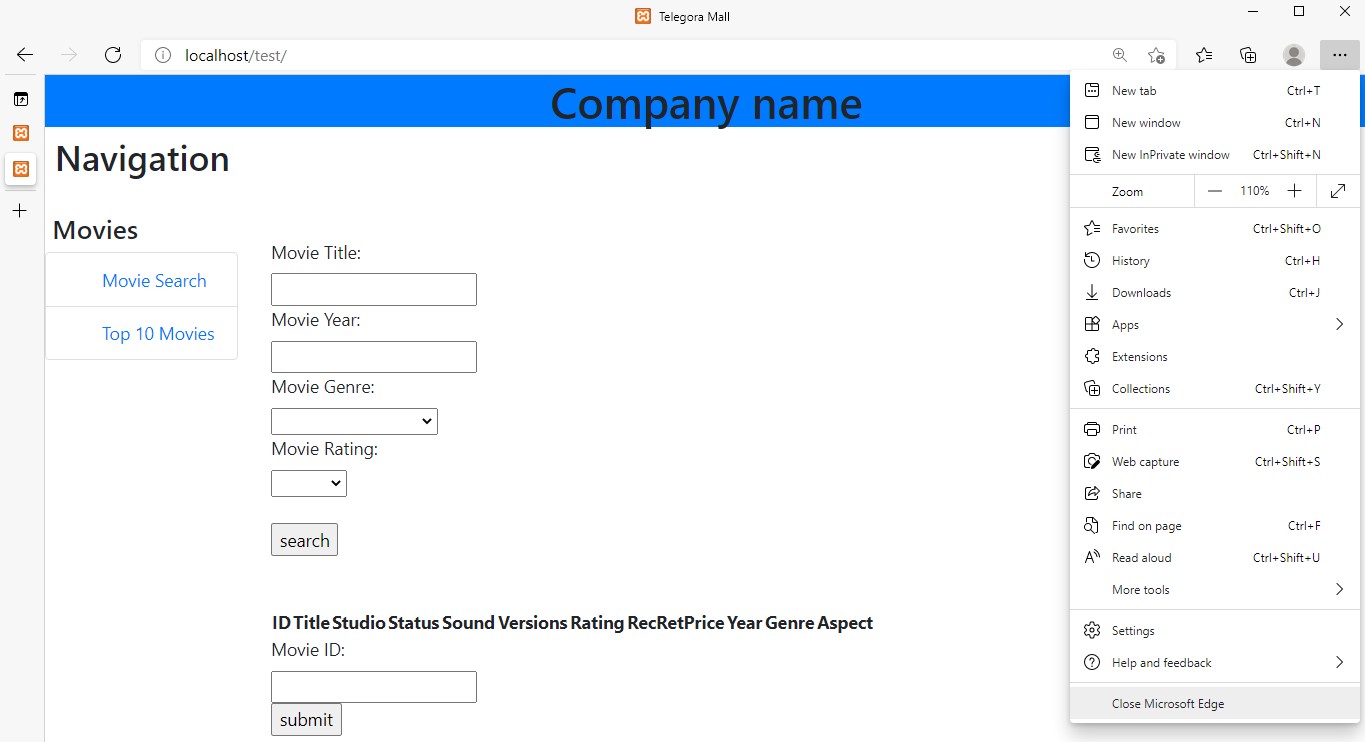 Telegora Mall
localhost/test/
Company name
Navigation
Movies
Movie Search
Top 10 Movies
Movie Title:
Movie Year:
Movie Genre:
Movie Rating:
search
ID Title Studio Status Sound Versions Rating RecRetPrice Year Genre Aspect
Movie ID:
submit
New tab Ctrl+T
New window Ctrl+N
New InPrivate window Ctrl+Shift+N
Zoom 110%
Favorites Ctrl+Shift+O
History Ctrl+H
Downloads Ctrl+J
Apps
Extensions
Collections Ctrl+Shift+Y
Print Ctrl+P
Web capture Ctrl+Shift+S
Share
Find on page Ctrl+F
Read aloud Ctrl+Shift+U
More tools
Settings
Help and feedback
Close Microsoft Edge